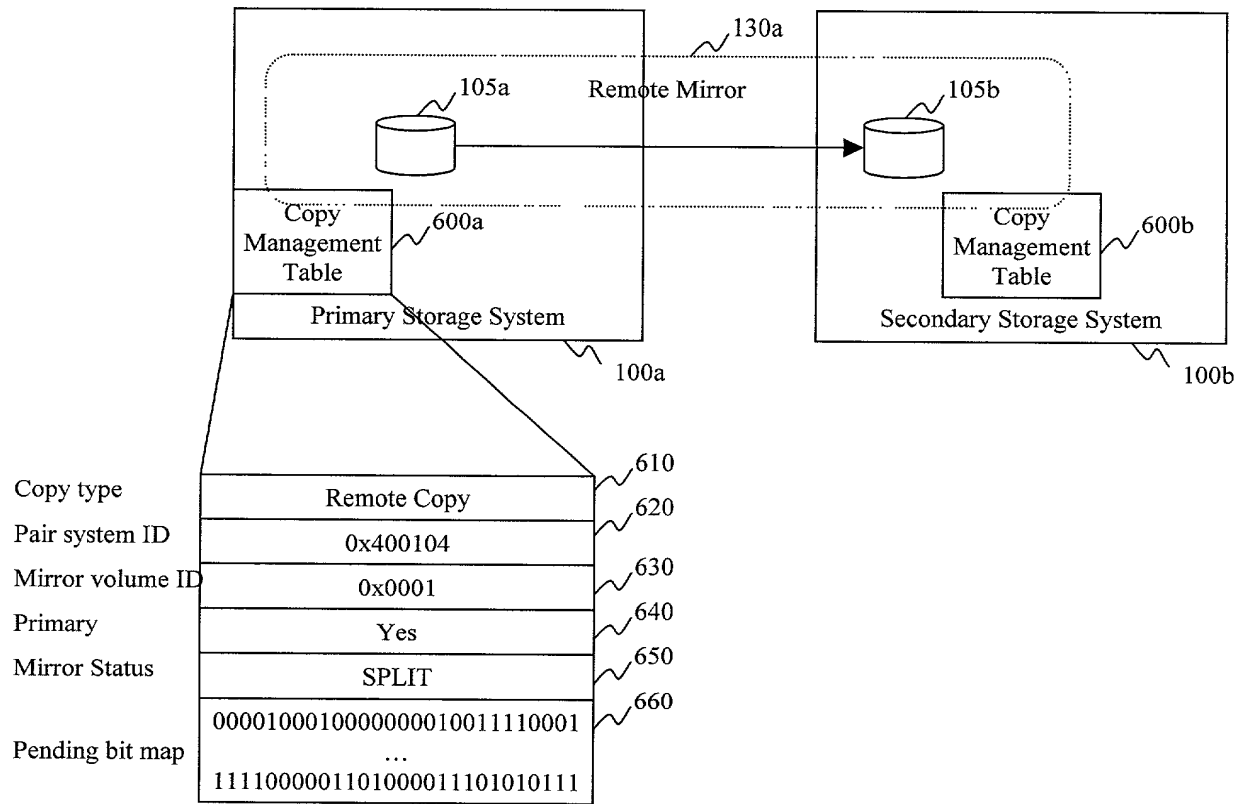 130a
105a
Remote Mirror
105b
Copy
Management
Table
600a
Copy
Management
Table
600b
Primary Storage System
Secondary Storage System
100a
100b
610
Copy type
Remote Copy
620
Pair system ID
0x400104
630
Mirror volume ID
0x0001
640
Primary
Yes
650
Mirror Status
SPLIT
660
Pending bit map
0000100010000000010011110001
...
1111000001101000011101010111